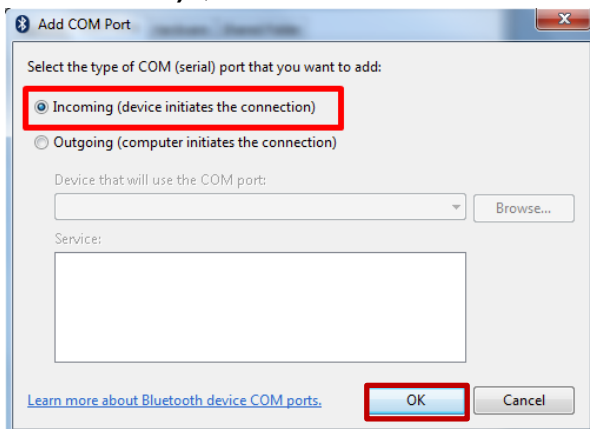 Add COM Port
Select the type of COM (serial) port that you want to add:
Incoming (device initiates the connection)
Outgoing (computer initiates the connection)
Device that will use the COM port:
Browse...
Service:
Learn more about Bluetooth device COM ports.
OK
Cancel